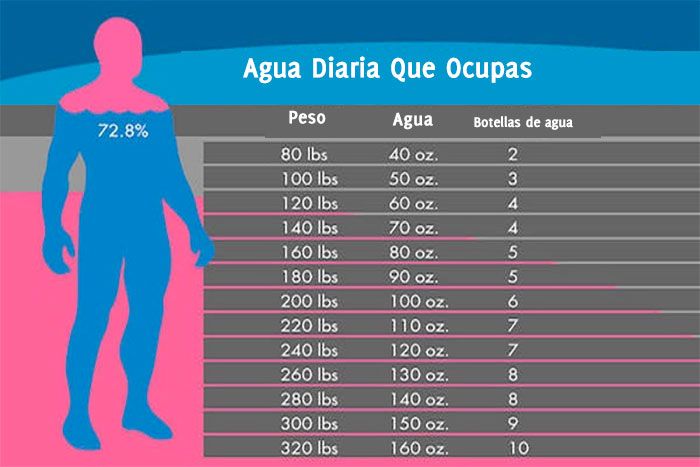 Agua Diaria Que Ocupas
Peso Agua Botellas de agua
72.8%
80 lbs 40 oz. 2
100 lbs 50 oz. 3
120 lbs 60 oz. 4
140 lbs 70 oz. 4
160 lbs 80 oz. 5
180 lbs 90 oz. 5
200 lbs 100 oz. 6
220 lbs 110 oz. 7
240 lbs 120 oz. 7
260 lbs 130 oz. 8
280 lbs 140 oz. 8
300 lbs 150 oz. 9
320 lbs 160 oz. 10